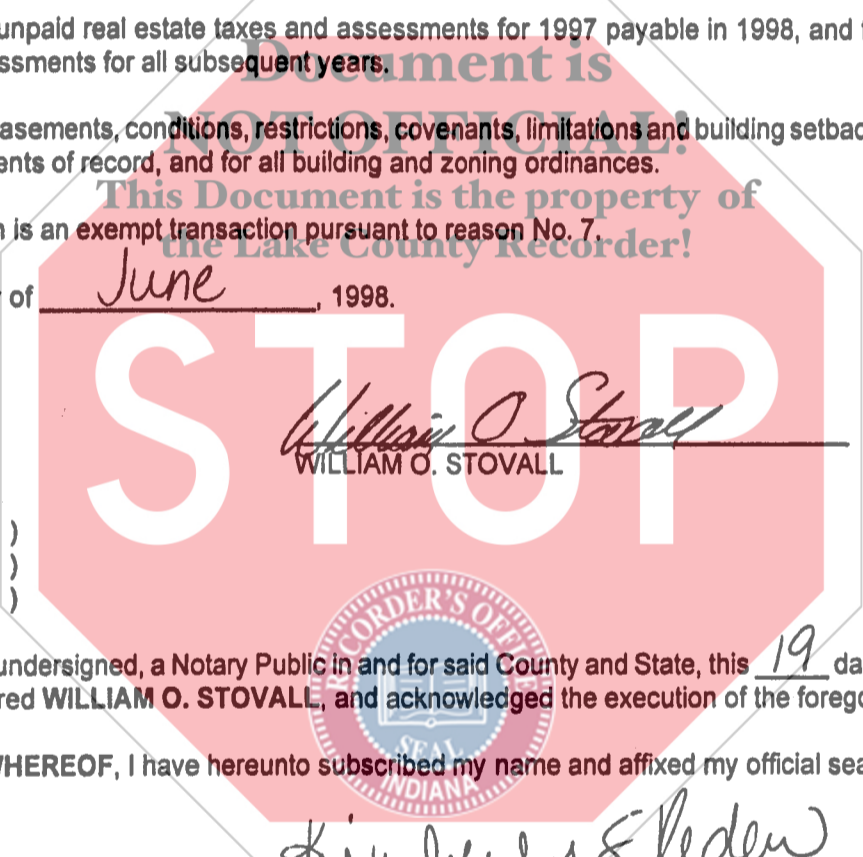 unpaid real estate taxes and assessments for 1997 payable in 1998, and
ssments for all subsequent years.
Document is
NOT OFFICIAL!
asements, conditions, restrictions, covenants, limitations and building setbac
ents of record, and for all building and zoning ordinances.
This Document is the property of
the Lake County Recorder!
n is an exempt transaction pursuant to reason No. 7.
of June, 1998.
STOP
William O Stovall
WILLIAM O. STOVALL
)
)
)
RECORDER'S OFFICE
SEAL
INDIANA
undersigned, a Notary Public in and for said County and State, this 19 da
red WILLIAM O. STOVALL, and acknowledged the execution of the forego
WHEREOF, I have hereunto subscribed my name and affixed my official sea